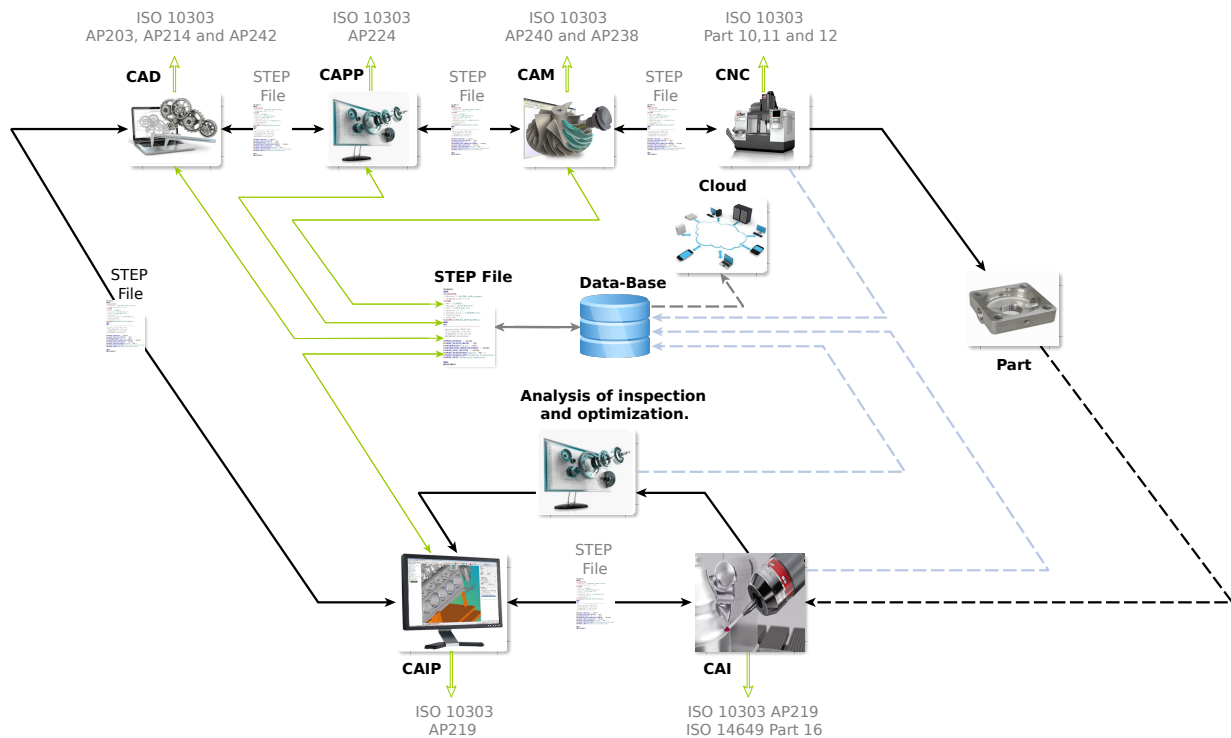 ISO 10303
AP203, AP214 and AP242
ISO 10303
AP224
ISO 10303
AP240 and AP238
ISO 10303
Part 10,11 and 12
CAD
STEP
File
CAPP
STEP
File
CAM
STEP
File
CNC
Cloud
STEP
File
STEP File
Data-Base
Part
Analysis of inspection
and optimization.
STEP
File
CAIP
CAI
ISO 10303
AP219
ISO 10303 AP219
ISO 14649 Part 16